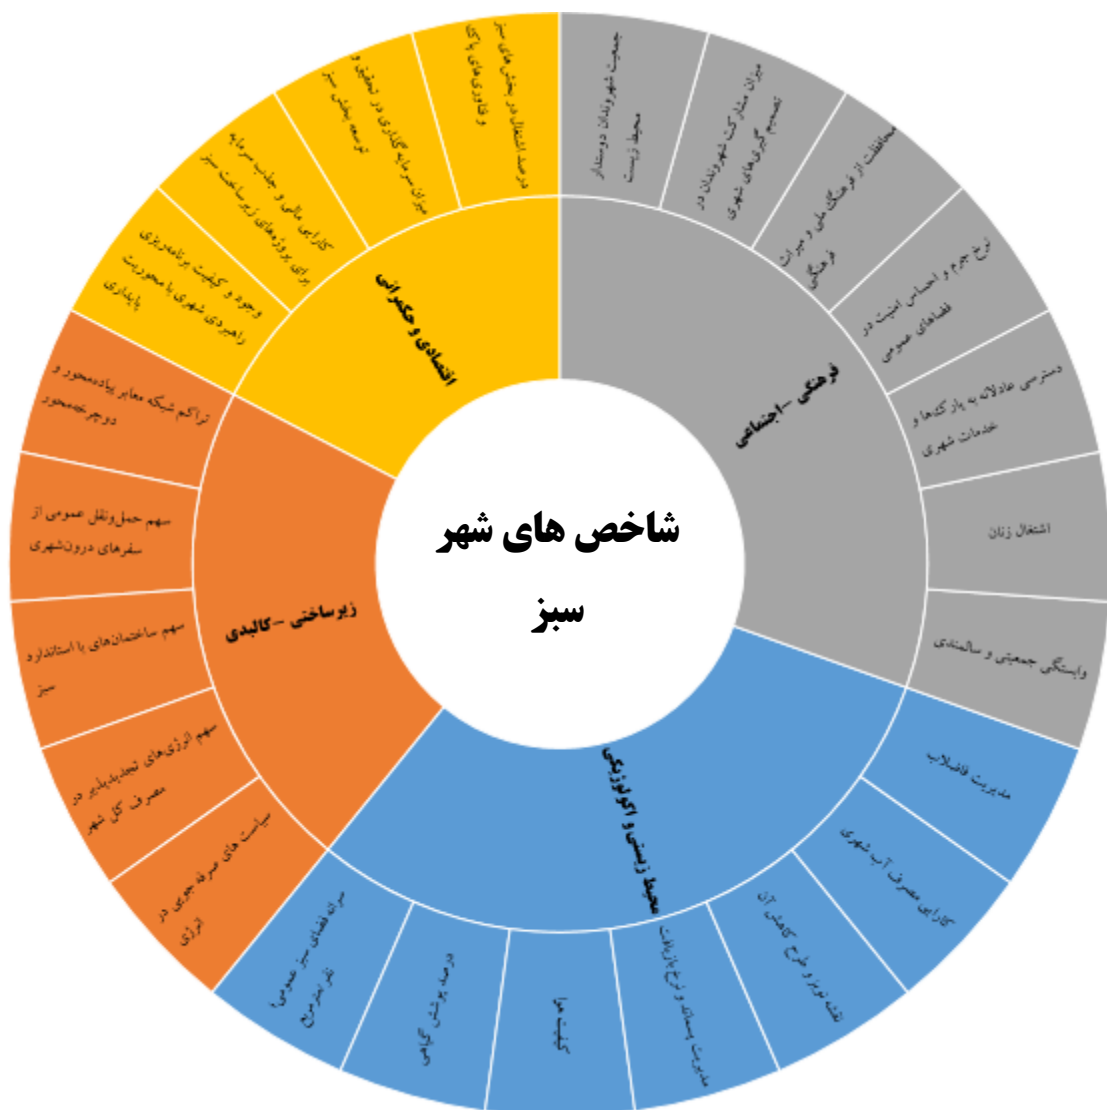 شاخص های شهر
سبز
فرهنگی -اجتماعی
جمعیت شهروندان دوستدار
محیط زیست
میزان مشارکت شهروندان در
تصمیم گیری‌های شهری
محافظت از فرهنگ ملی و میراث
فرهنگی
نرخ جرم و احساس امنیت در
فضاهای عمومی
دسترسی عادلانه به پارک‌ها و
خدمات شهری
اشتغال زنان
وابستگی جمعیتی و سالمندی
محیط زیستی و اکولوژیکی
مدیریت فاضلاب
کارایی مصرف آب شهری
نقشه نویز و طرح کاهش آن
مدیریت پسماند و نرخ بازیافت
کیفیت هوا
درصد پوشش گیاهی
سرانه فضای سبز عمومی(
نفر /مترمربع
زیرساختی -کالبدی
سیاست های صرفه جویی در
انرژی
سهم انرژی‌های تجدیدپذیر در
مصرف کل شهر
سهم ساختمان‌های با استاندارد
سبز
سهم حمل‌ونقل عمومی از
سفرهای درون‌شهری
تراکم شبکه معابر پیاده‌محور و
دوچرخه‌محور
اقتصادی و حکمرانی
وجود و کیفیت برنامه‌ریزی
راهبردی شهری با محوریت
پایداری
کارایی مالی و جذب سرمایه
برای پروژه‌های زیرساخت سبز
میزان سرمایه گذاری در تحقیق و
توسعه بخش سبز
درصد اشتغال در بخش‌های سبز
و فناوری‌های پاک